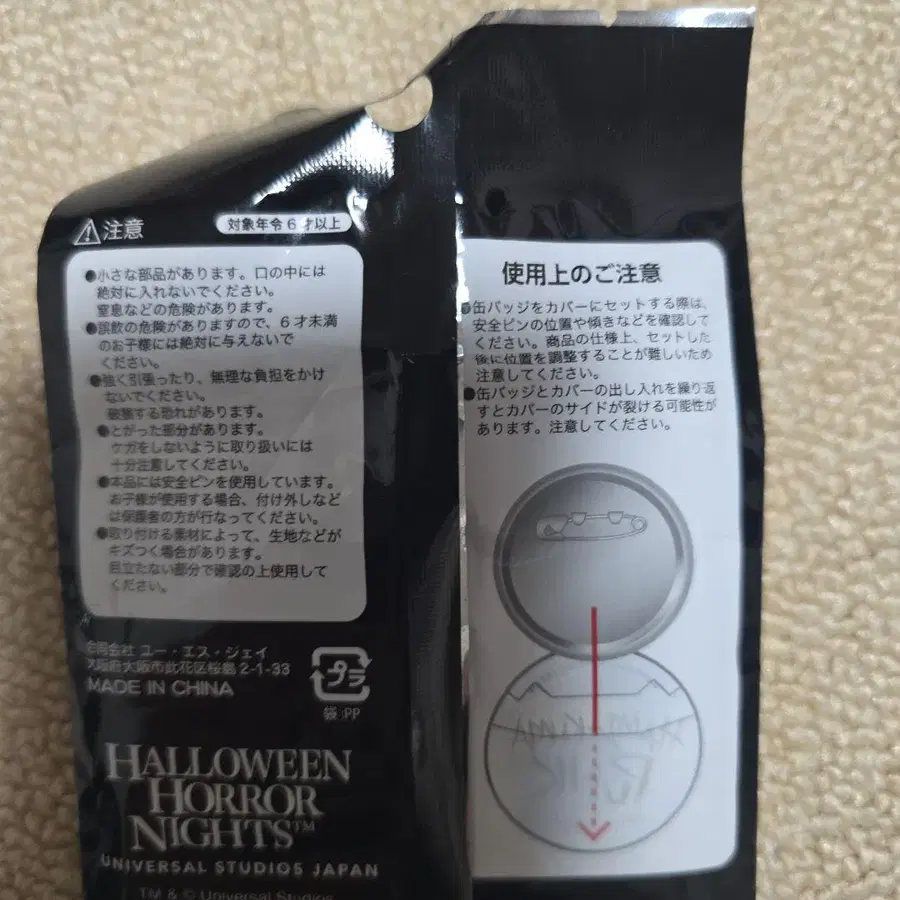 注意
対象年令6才以上
●小さな部品があります。口の中には
絶対に入れないでください。
窒息などの危険があります。
●誤飲の危険がありますので、6才未満
のお子様には絶対に与えないで
ください。
●強く引張ったり、無理な負担をかけ
ないでください。
破損する恐れがあります。
●とがった部分があります。
ケガをしないように取り扱いには
十分注意してください。
●本品には安全ピンを使用しています。
お子様が使用する場合、付け外しなど
は保護者の方が行なってください。
●取り付ける素材によって、生地などが
キズつく場合があります。
目立たない部分で確認の上使用して
ください。
合同会社 ユー・エス・ジェイ
大阪府大阪市此花区桜島 2-1-33
MADE IN CHINA
プラ
袋:PP
HALLOWEEN
HORROR
NIGHTS™
UNIVERSAL STUDIOS JAPAN
TM & © Universal Studios
使用上のご注意
●缶バッジをカバーにセットする際は、
安全ピンの位置や傾きなどを確認して
ください。商品の仕様上、セットした
後に位置を調整することが難しいため
注意してください。
●缶バッジとカバーの出し入れを繰り返
すとカバーのサイドが裂ける可能性が
あります。注意してください。